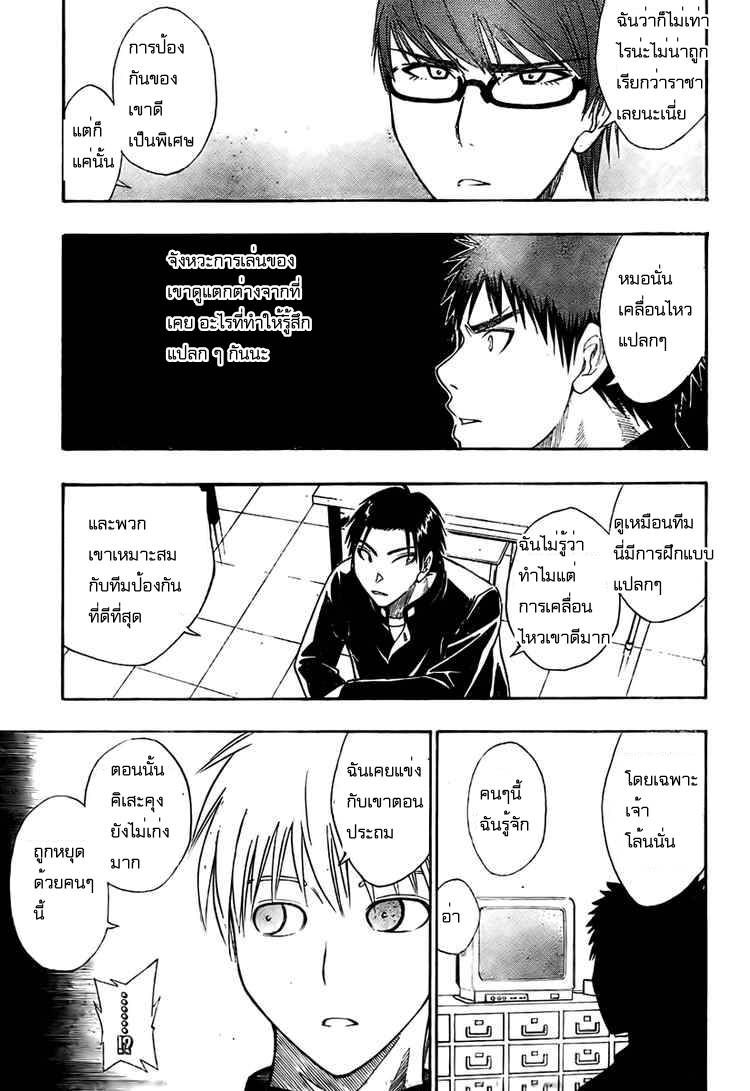 ฉันว่าก็ไม่เท่า
ไรน่ะไม่น่าถูก
เรียกว่าราชา
เลยนะเนี่ย
การป้อง
กันของ
เขาดี
เป็นพิเศษ
แต่ก็
แค่นั้น
หมอนั่น
เคลื่อนไหว
แปลกๆ
จังหวะการเล่นของ
เขาดูแตกต่างจากที่
เคย อะไรที่ทำให้รู้สึก
แปลก ๆ กันนะ
ดูเหมือนทีม
นี่มีการฝึกแบบ
แปลกๆ
ฉันไม่รู้ว่า
ทำไมแต่
การเคลื่อน
ไหวเขาดีมาก
และพวก
เขาเหมาะสม
กับทีมป้องกัน
ที่ดีที่สุด
โดยเฉพาะ
เจ้า
โล้นนั่น
คนๆนี้
ฉันรู้จัก
อ่า
ฉันเคยแข่ง
กับเขาตอน
ประถม
ตอนนั้น
คิเสะคุง
ยังไม่เก่ง
มาก
ถูกหยุด
ด้วยคนๆ
นี้
........!?